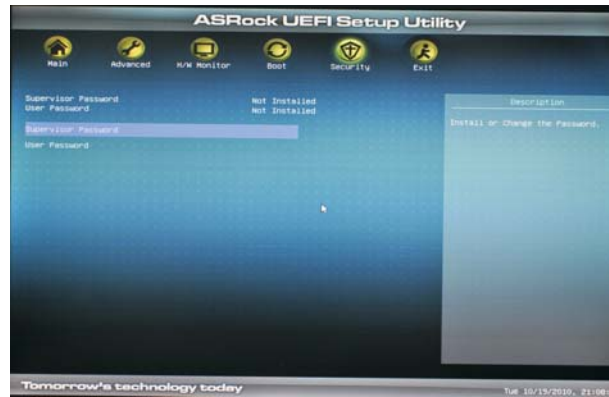 ASRock UEFI Setup Utility
Main Advanced H/W Monitor Boot Security Exit
Supervisor Password Not Installed
User Password Not Installed
Supervisor Password
User Password
Description
Install or Change the Password.
Tomorrow's technology today
Tue 10/19/2010, 21:08: